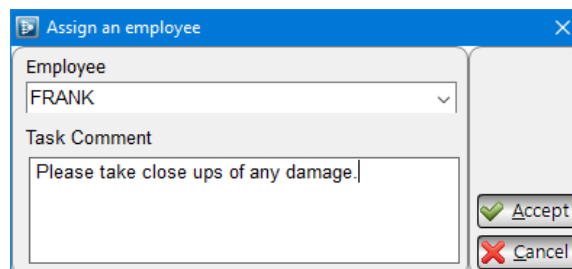 Assign an employee
Employee
FRANK
Task Comment
Please take close ups of any damage.
Accept
Cancel